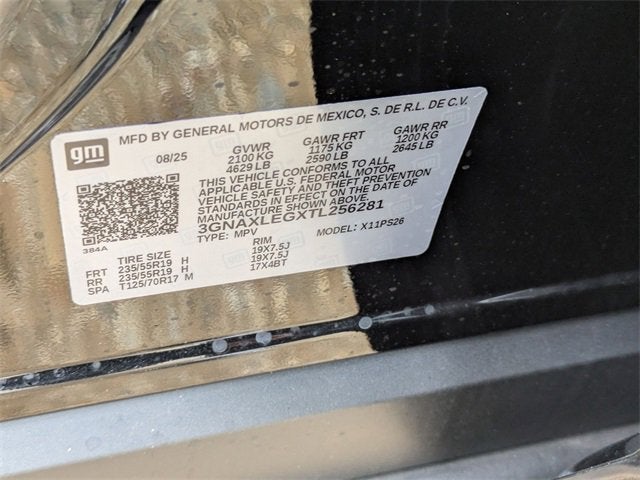 gm
MFD BY GENERAL MOTORS DE MEXICO, S. DE R.L. DE C.V.
08/25 GVWR GAWR FRT GAWR RR
2100 KG 1175 KG 1200 KG
4629 LB 2590 LB 2645 LB
THIS VEHICLE CONFORMS TO ALL
APPLICABLE U.S. FEDERAL MOTOR
VEHICLE SAFETY AND THEFT PREVENTION
STANDARDS IN EFFECT ON THE DATE OF
MANUFACTURE SHOWN ABOVE.
3GNAXLEGXTL256281
TYPE: MPV MODEL: X11PS26
384A
TIRE SIZE RIM
FRT 235/55R19 H 19X7.5J
RR 235/55R19 H 19X7.5J
SPA T125/70R17 M 17X4BT